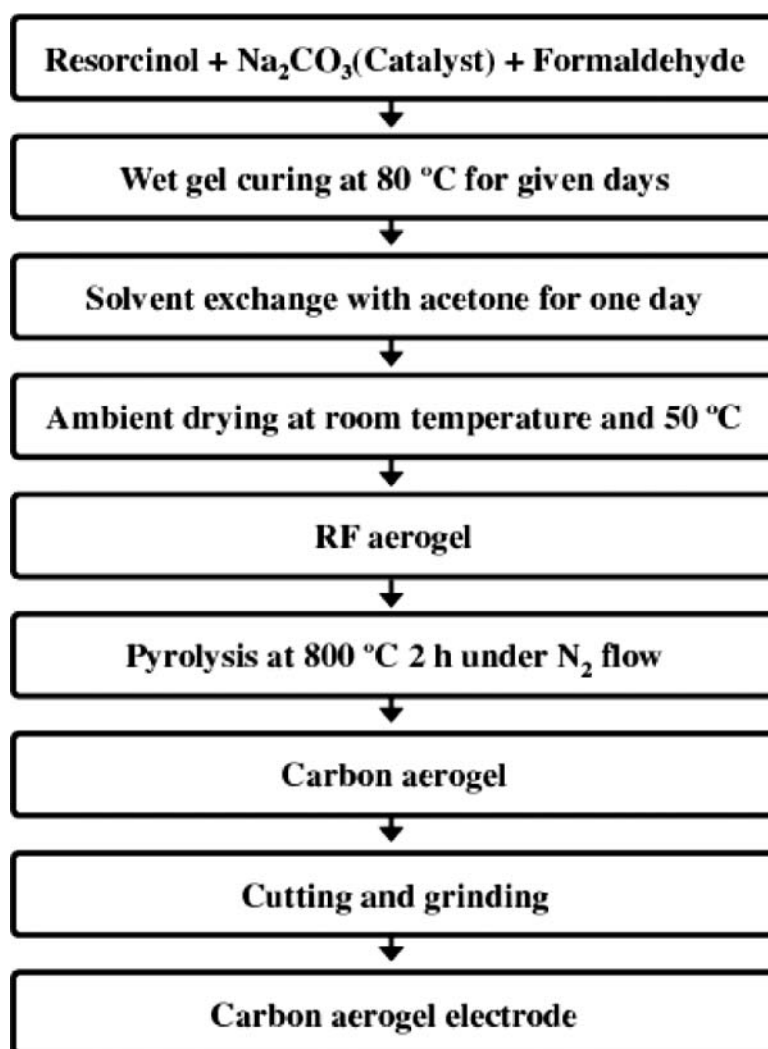 Resorcinol + Na₂CO₃(Catalyst) + Formaldehyde
Wet gel curing at 80 ºC for given days
Solvent exchange with acetone for one day
Ambient drying at room temperature and 50 ºC
RF aerogel
Pyrolysis at 800 ºC 2 h under N₂ flow
Carbon aerogel
Cutting and grinding
Carbon aerogel electrode